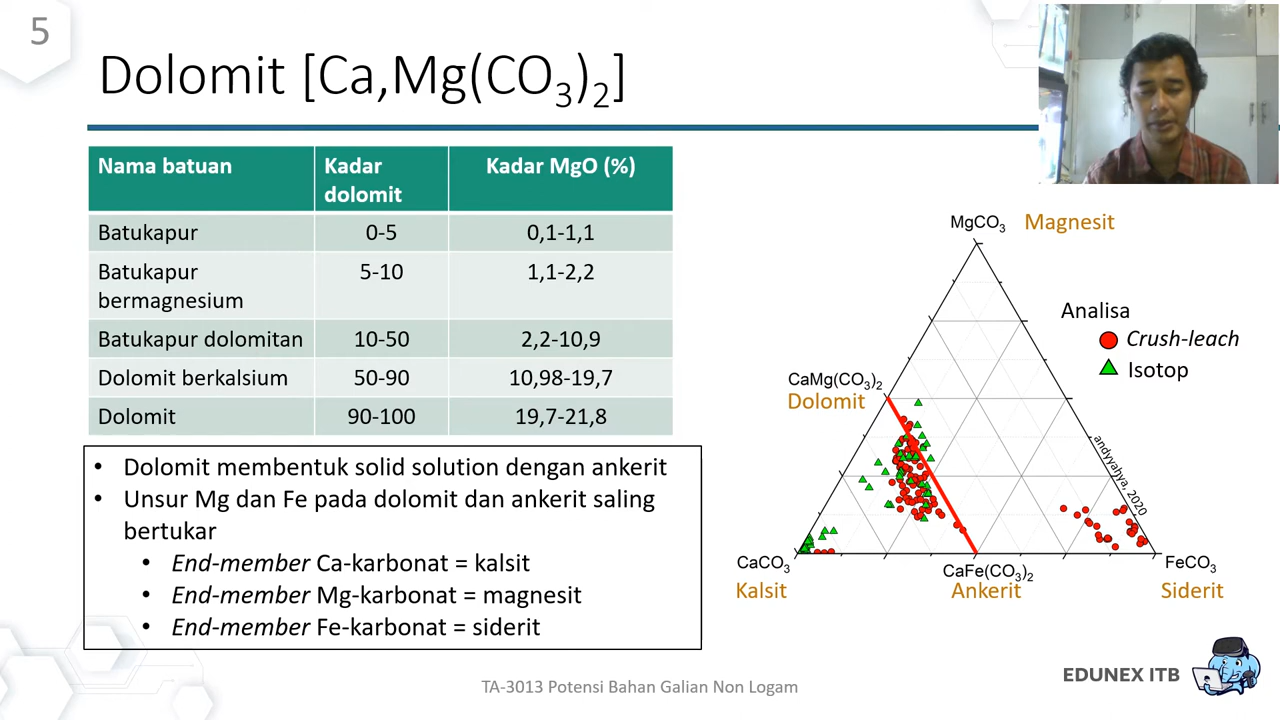 5
Dolomit [Ca,Mg(CO₃)₂]
Nama batuan Kadar dolomit Kadar MgO (%)
Batukapur 0-5 0,1-1,1
Batukapur bermagnesium 5-10 1,1-2,2
Batukapur dolomitan 10-50 2,2-10,9
Dolomit berkalsium 50-90 10,98-19,7
Dolomit 90-100 19,7-21,8
• Dolomit membentuk solid solution dengan ankerit
• Unsur Mg dan Fe pada dolomit dan ankerit saling
bertukar
• End-member Ca-karbonat = kalsit
• End-member Mg-karbonat = magnesit
• End-member Fe-karbonat = siderit
MgCO₃ Magnesit
Analisa
Crush-leach
Isotop
CaMg(CO₃)₂
Dolomit
andyyahya, 2020
CaCO₃
Kalsit
CaFe(CO₃)₂
Ankerit
FeCO₃
Siderit
TA-3013 Potensi Bahan Galian Non Logam
EDUNEX ITB